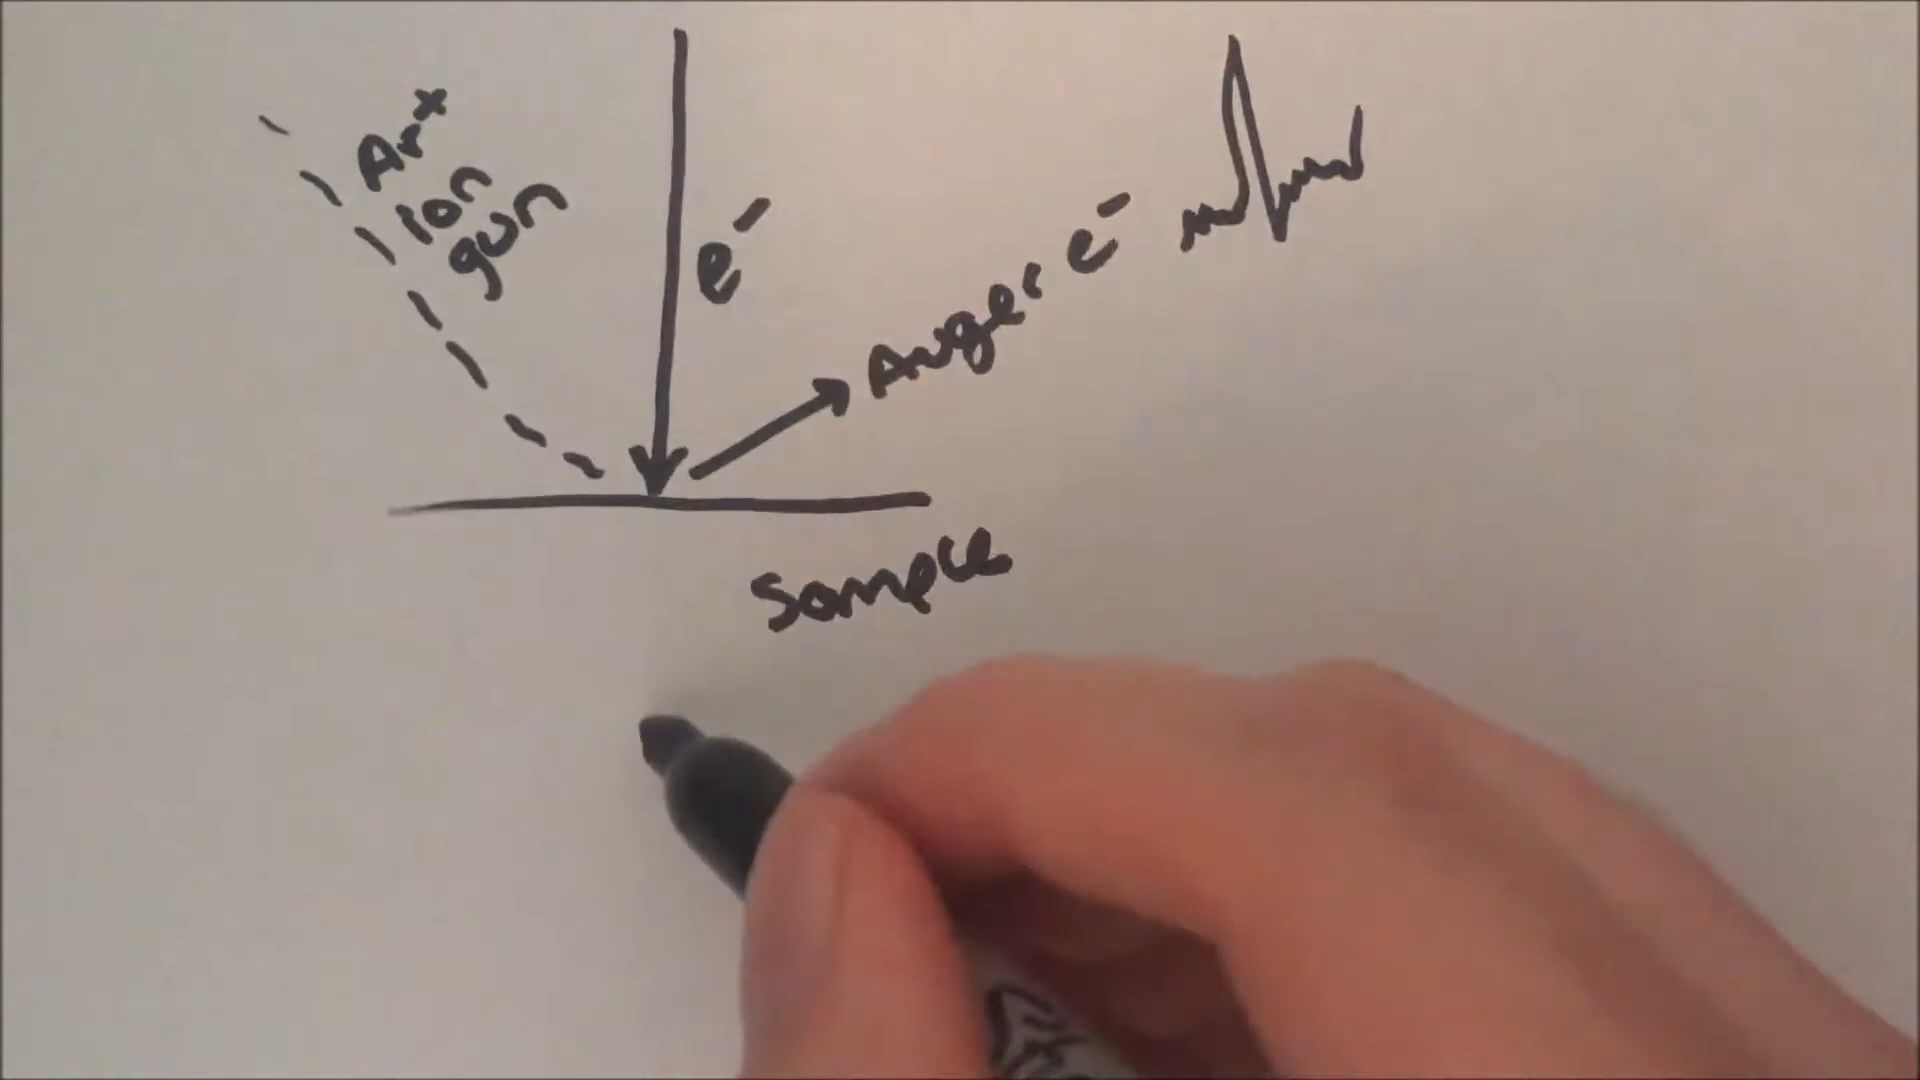 Ar+
ion
gun
e-
Auger e-
Sample